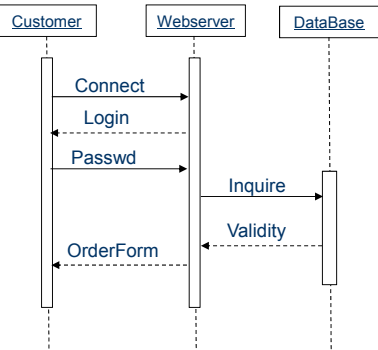 Customer
Webserver
DataBase
Connect
Login
Passwd
Inquire
Validity
OrderForm